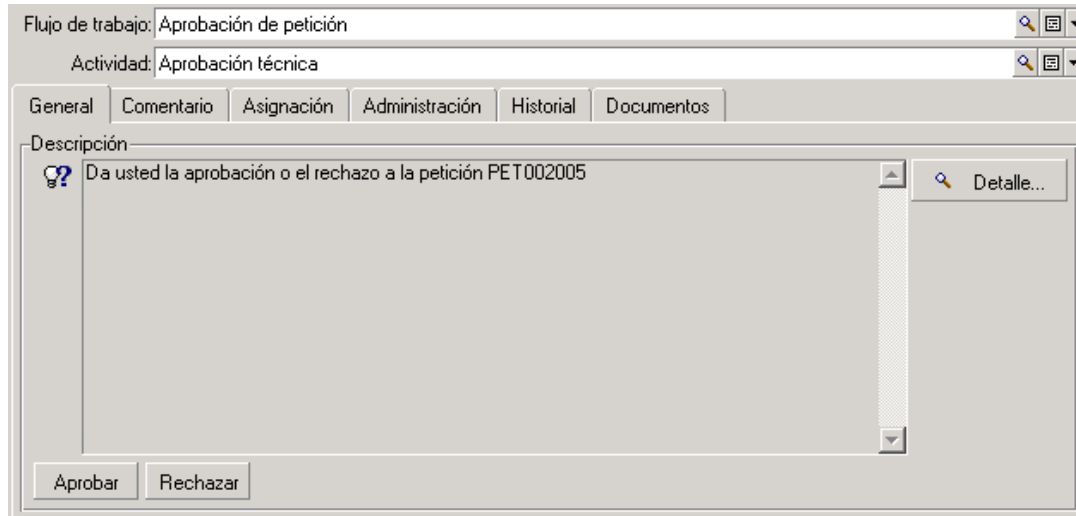 Flujo de trabajo: Aprobación de petición
Actividad: Aprobación técnica
General Comentario Asignación Administración Historial Documentos
Descripción
Da usted la aprobación o el rechazo a la petición PET002005
Detalle...
Aprobar Rechazar